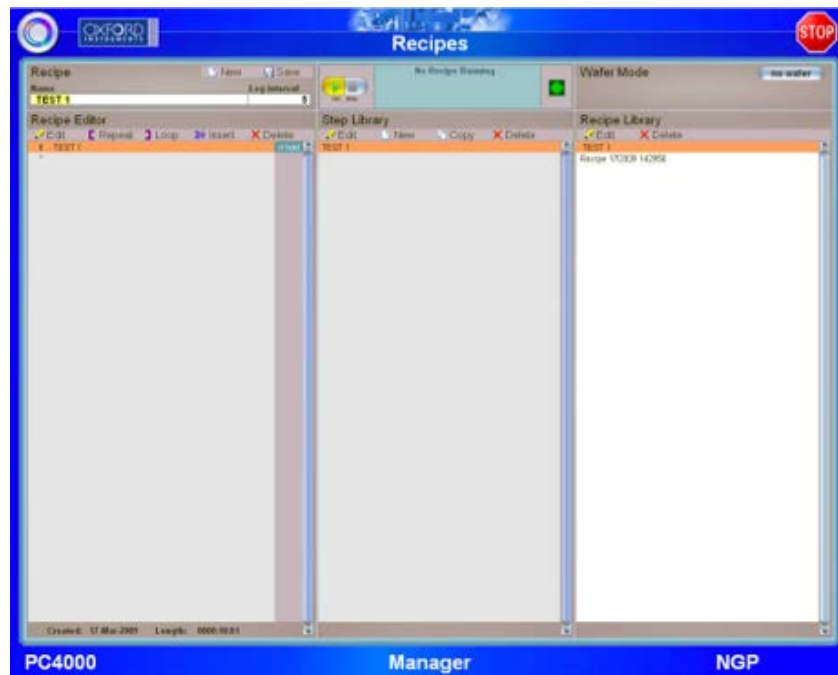 OXFORD
INSTRUMENTS
Recipes
STOP
Recipe
New
Save
Name
Log Interval
TEST 1
No Recipe Running
Wafer Mode
no wafer
Recipe Editor
Edit
Repeat
Loop
Insert
Delete
TEST 1
Step Library
Edit
New
Copy
Delete
TEST 1
Recipe Library
Edit
Delete
TEST 1
Created: 17 Mar 2009 Length:
PC4000
Manager
NGP